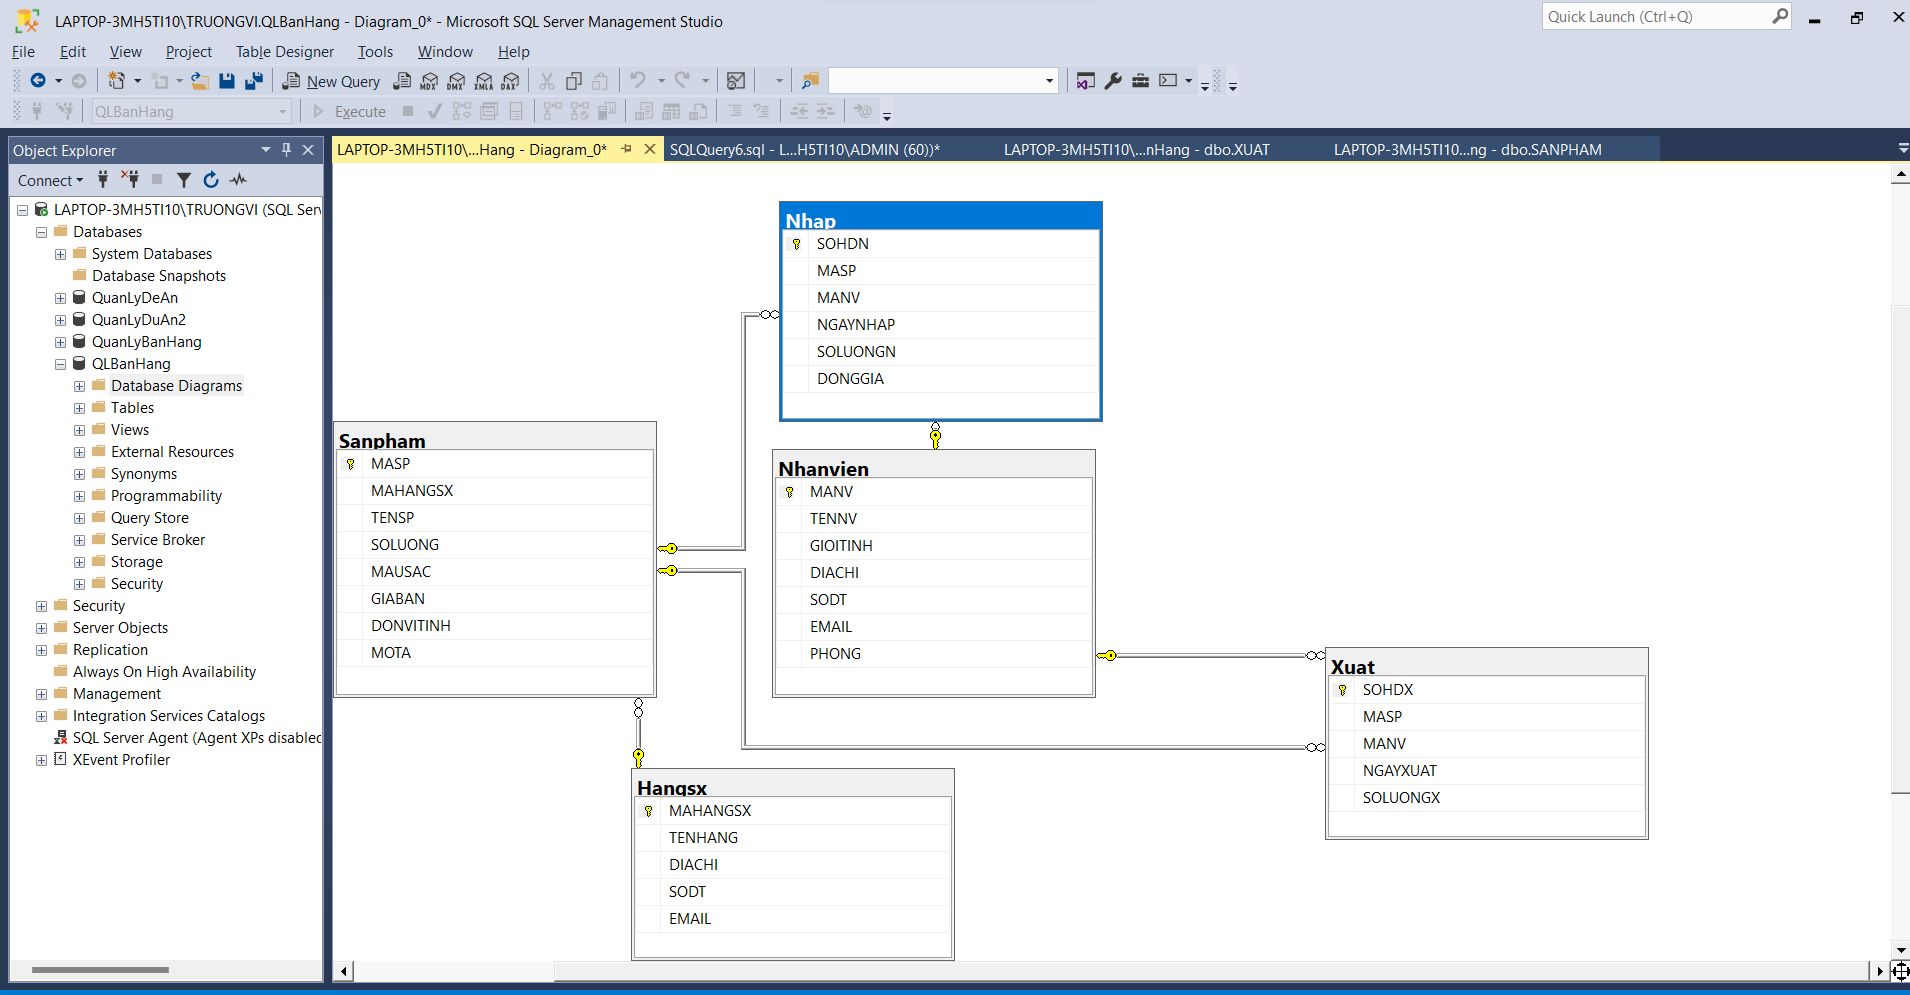 LAPTOP-3MH5TI10\TRUONGVI.QLBanHang - Diagram_0* - Microsoft SQL Server Management Studio
Quick Launch (Ctrl+Q)
File Edit View Project Table Designer Tools Window Help
New Query MDX DMX XMLA DAX
QLBanHang Execute
Object Explorer
LAPTOP-3MH5TI10\...Hang - Diagram_0* SQLQuery6.sql - L...H5TI10\ADMIN (60))* LAPTOP-3MH5TI10\...nHang - dbo.XUAT LAPTOP-3MH5TI10...ng - dbo.SANPHAM
Connect
LAPTOP-3MH5TI10\TRUONGVI (SQL Serv
Databases
System Databases
Database Snapshots
QuanLyDeAn
QuanLyDuAn2
QuanLyBanHang
QLBanHang
Database Diagrams
Tables
Views
External Resources
Synonyms
Programmability
Query Store
Service Broker
Storage
Security
Security
Server Objects
Replication
Always On High Availability
Management
Integration Services Catalogs
SQL Server Agent (Agent XPs disabled
XEvent Profiler
Nhap
SOHDN
MASP
MANV
NGAYNHAP
SOLUONGN
DONGGIA
Sanpham
MASP
MAHANGSX
TENSP
SOLUONG
MAUSAC
GIABAN
DONVITINH
MOTA
Nhanvien
MANV
TENNV
GIOITINH
DIACHI
SODT
EMAIL
PHONG
Xuat
SOHDX
MASP
MANV
NGAYXUAT
SOLUONGX
Hangsx
MAHANGSX
TENHANG
DIACHI
SODT
EMAIL